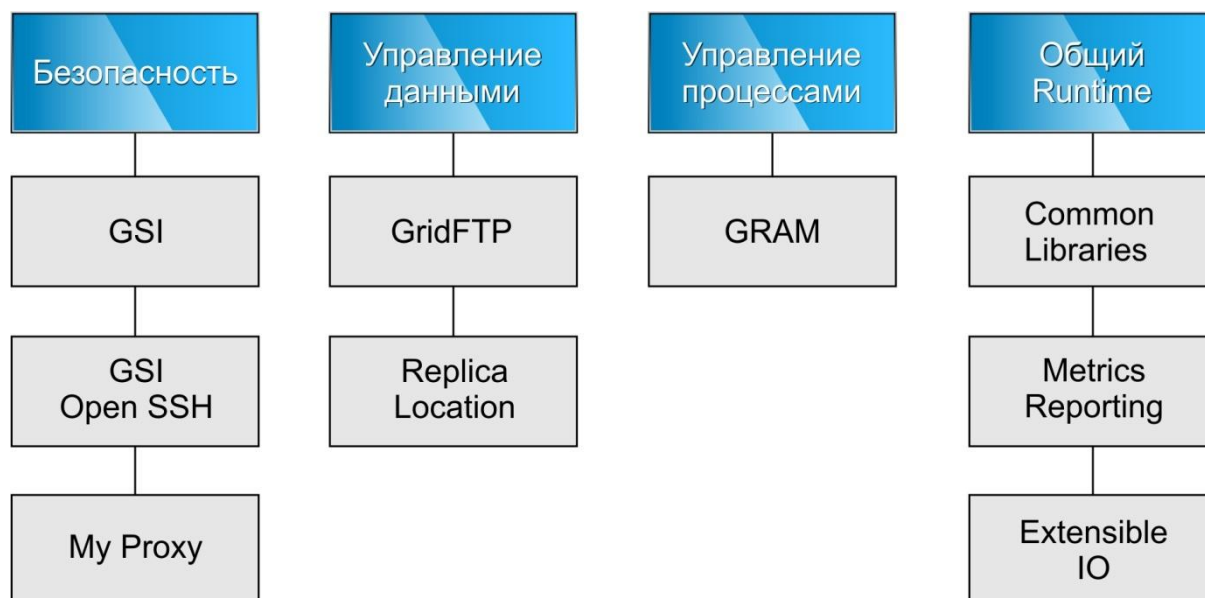 Безопасность
Управление
данными
Управление
процессами
Общий
Runtime
GSI
GridFTP
GRAM
Common
Libraries
GSI
Open SSH
Replica
Location
Metrics
Reporting
My Proxy
Extensible
IO